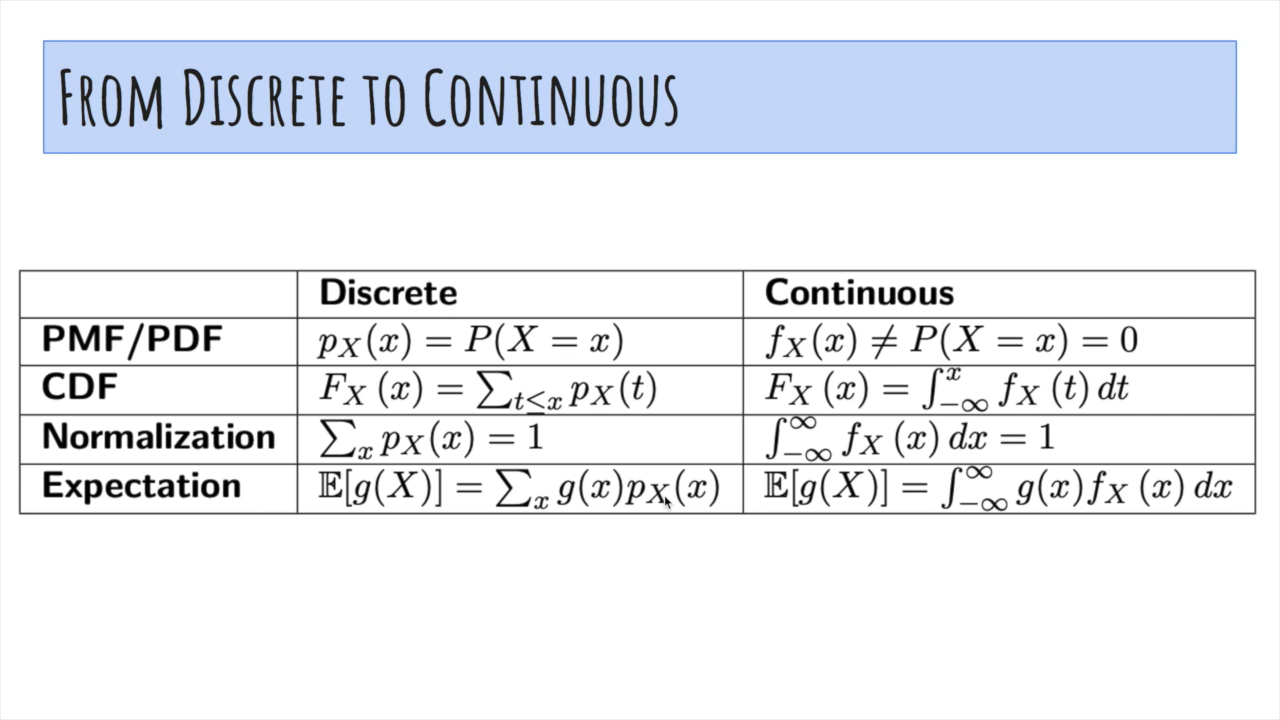 From Discrete to Continuous
Discrete Continuous
PMF/PDF p_X(x) = P(X = x) f_X(x) ≠ P(X = x) = 0
CDF F_X (x) = ∑_{t≤x} p_X(t) F_X (x) = ∫_{−∞}^{x} f_X (t) dt
Normalization ∑_x p_X(x) = 1 ∫_{−∞}^{∞} f_X (x) dx = 1
Expectation 𝔼[g(X)] = ∑_x g(x)p_X(x) 𝔼[g(X)] = ∫_{−∞}^{∞} g(x)f_X (x) dx